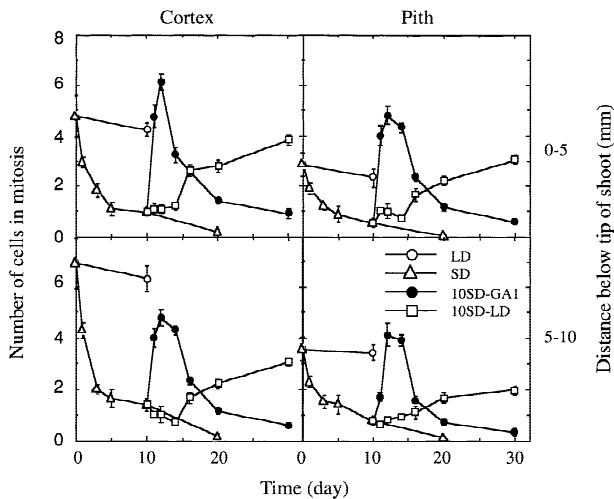 Cortex Pith
8
6
4
2
0
6
4
2
0
Number of cells in mitosis
0-5
5-10
Distance below tip of shoot (mm)
LD
SD
10SD-GA1
10SD-LD
0 10 20 30 0 10 20 30
Time (day)